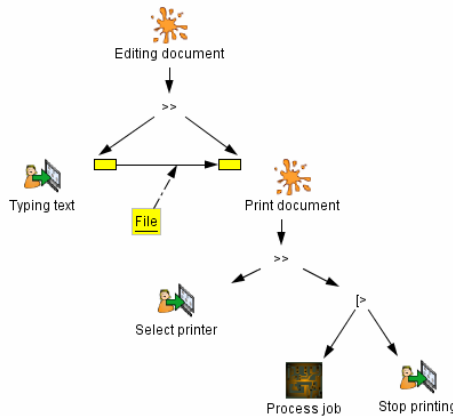 Editing document
>>
Typing text
File
Print document
>>
Select printer
[>
Process job
Stop printing